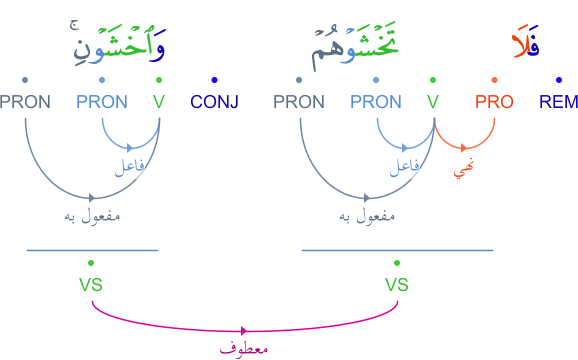 فَلَا تَخْشَوْهُمْ وَٱخْشَوْنِ ۚ
REM PRO V PRON PRON CONJ V PRON PRON
نهي فاعل فاعل
مفعول به مفعول به
VS VS
معطوف